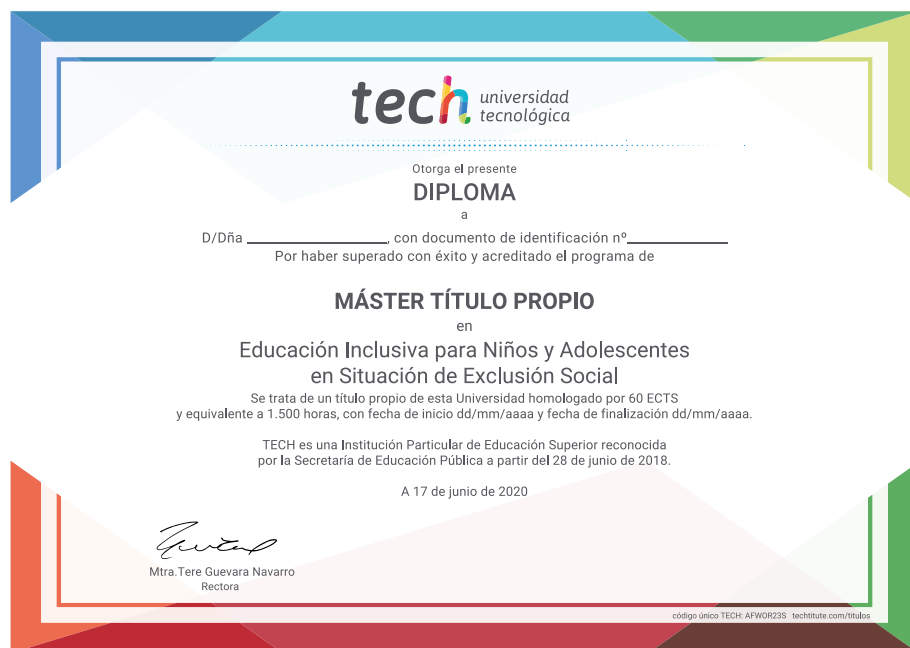 tech universidad
tecnológica
Otorga el presente
DIPLOMA
a
D/Dña , con documento de identificación nº
Por haber superado con éxito y acreditado el programa de
MÁSTER TÍTULO PROPIO
en
Educación Inclusiva para Niños y Adolescentes
en Situación de Exclusión Social
Se trata de un título propio de esta Universidad homologado por 60 ECTS
y equivalente a 1.500 horas, con fecha de inicio dd/mm/aaaa y fecha de finalización dd/mm/aaaa.
TECH es una Institución Particular de Educación Superior reconocida
por la Secretaría de Educación Pública a partir del 28 de junio de 2018.
A 17 de junio de 2020
Mtra.Tere Guevara Navarro
Rectora
código único TECH: AFWOR23S techtitute.com/titulos